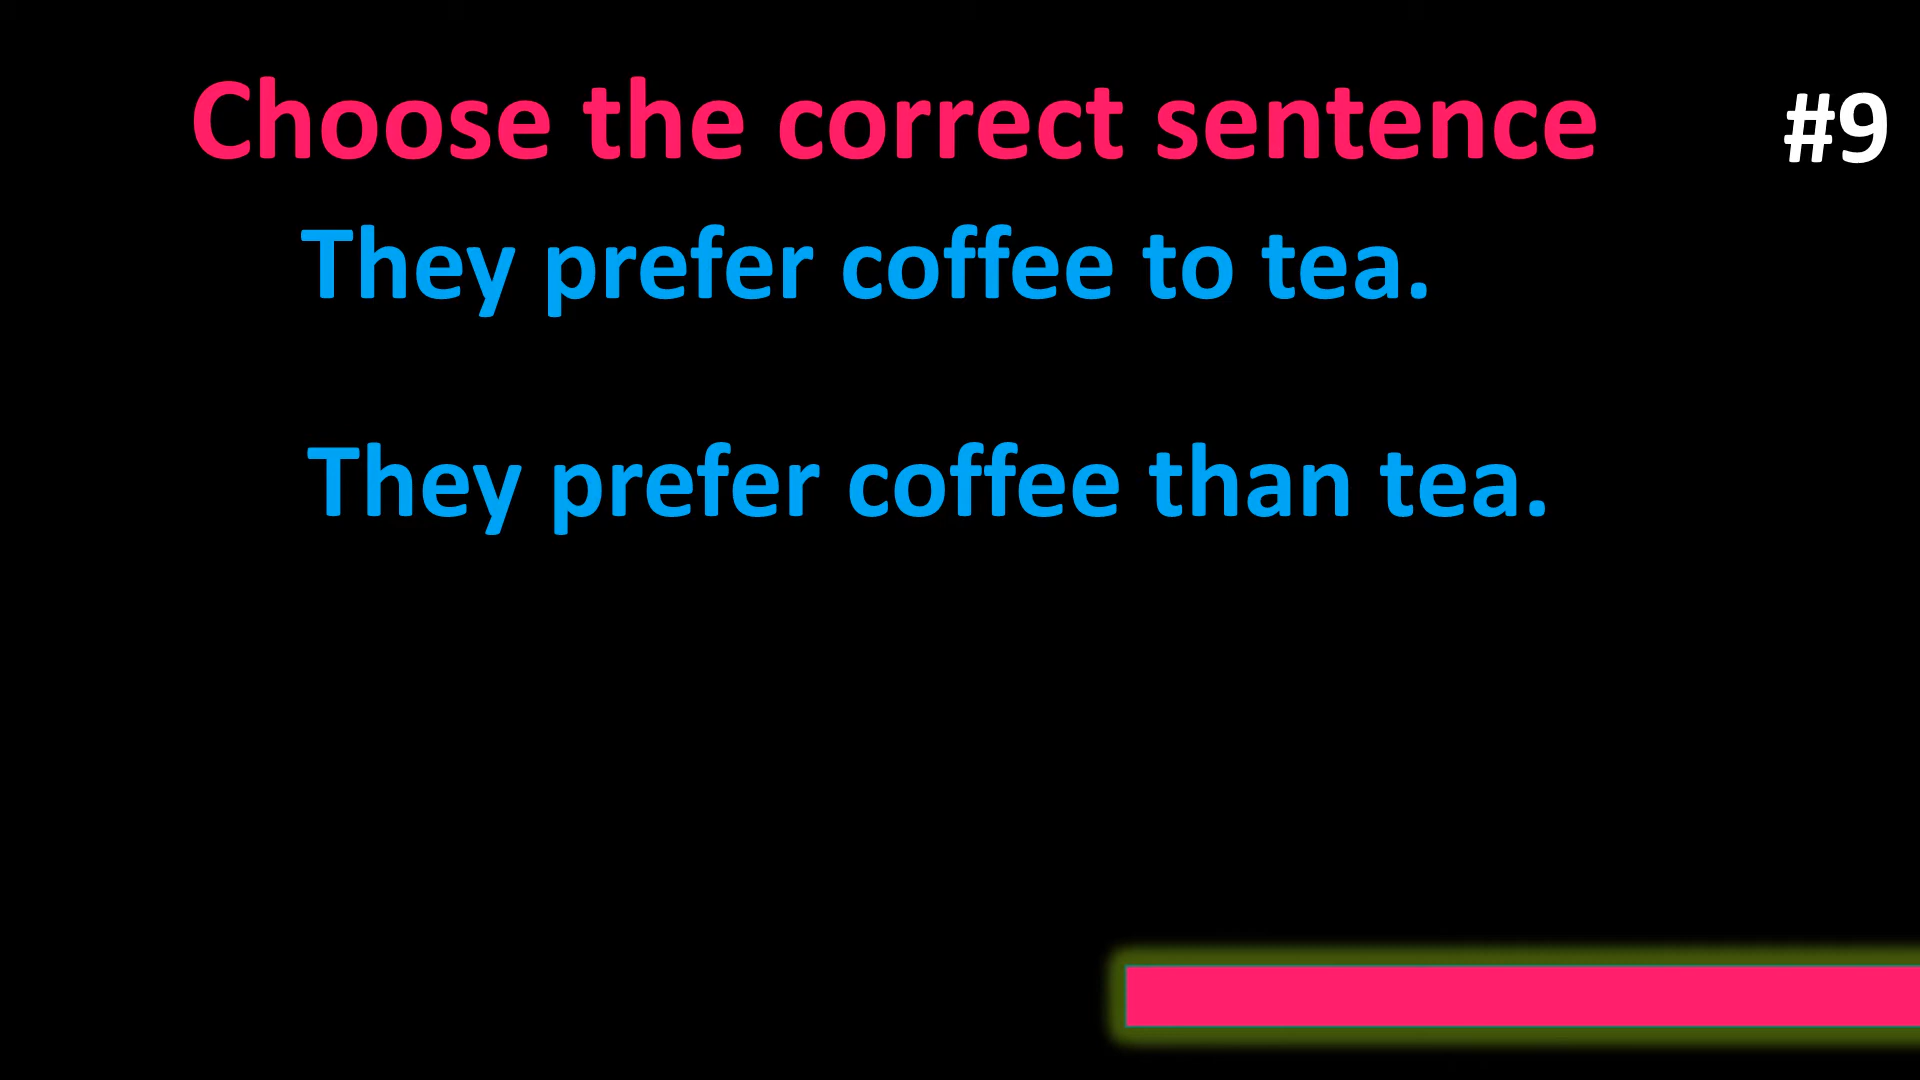 Choose the correct sentence #9
They prefer coffee to tea.
They prefer coffee than tea.